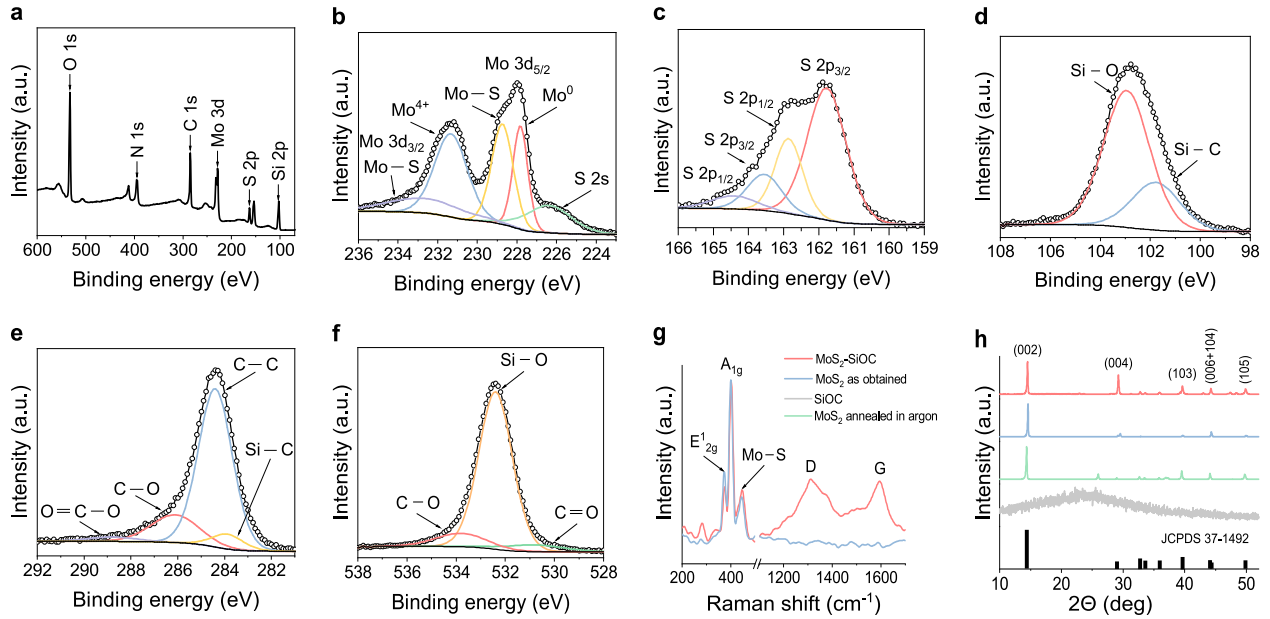 a
O 1s
N 1s
C 1s
Mo 3d
S 2p
Si 2p
Intensity (a.u.)
600 500 400 300 200 100
Binding energy (eV)
b
Mo 3d5/2
Mo⁴⁺
Mo – S
Mo⁰
Mo 3d3/2
Mo – S
S 2s
Intensity (a.u.)
236 234 232 230 228 226 224
Binding energy (eV)
c
S 2p3/2
S 2p1/2
S 2p3/2
S 2p1/2
Intensity (a.u.)
166 165 164 163 162 161 160 159
Binding energy (eV)
d
Si – O
Si – C
Intensity (a.u.)
108 106 104 102 100 98
Binding energy (eV)
e
C – C
Si – C
C – O
O = C – O
Intensity (a.u.)
292 290 288 286 284 282
Binding energy (eV)
f
Si – O
C – O
C = O
Intensity (a.u.)
538 536 534 532 530 528
Binding energy (eV)
g
MoS₂-SiOC
MoS₂ as obtained
SiOC
MoS₂ annealed in argon
A1g
E¹2g
Mo – S
D
G
Intensity (a.u.)
200 400 1200 1400 1600
Raman shift (cm⁻¹)
h
(002)
(004)
(103)
(006+104)
(105)
JCPDS 37-1492
Intensity (a.u.)
10 20 30 40 50
2Θ (deg)